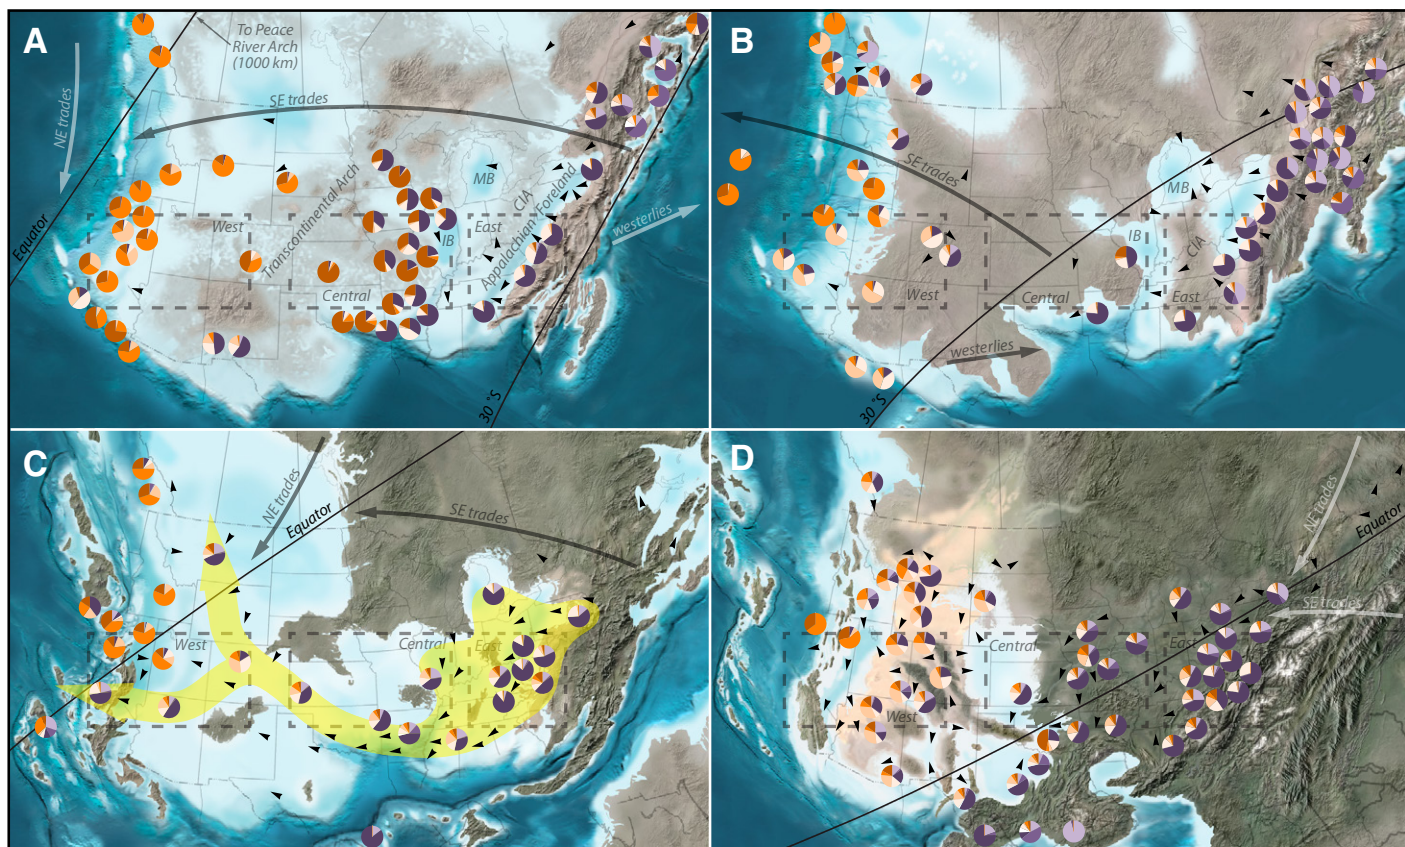 A
To Peace
River Arch
(1000 km)
NE trades
SE trades
MB
Transcontinental Arch
CIA
Appalachian Foreland
West
IB
East
Central
westerlies
Equator
30 °S
B
SE trades
MB
IB
CIA
West
Central
East
westerlies
30 °S
C
NE trades
Equator
SE trades
West
Central
East
D
NE trades
Equator
SE trades
Central
East
West